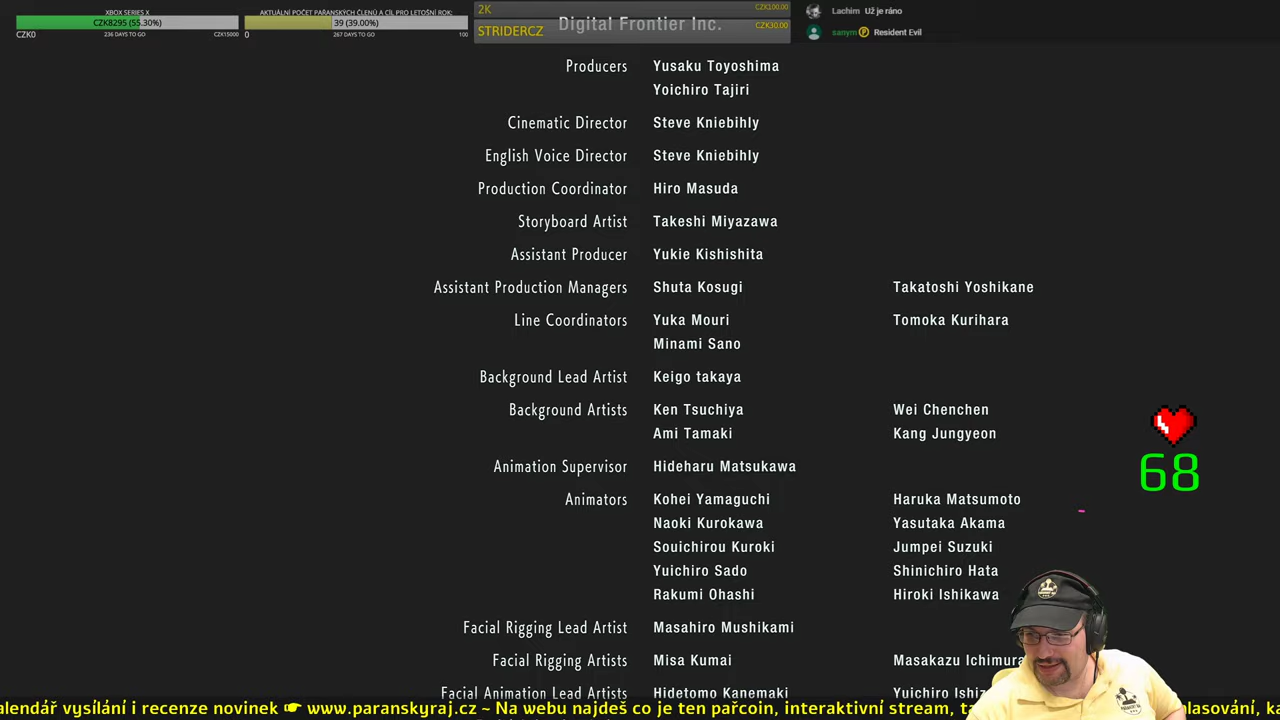 XBOX SERIES X
CZK8295 (55.30%)
CZK0
236 DAYS TO GO
CZK15000
AKTUÁLNÍ POČET PAŘANSKÝCH ČLENŮ A CÍL PRO LETOŠNÍ ROK:
39 (39.00%)
0
267 DAYS TO GO
100
2K
CZK100.00
STRIDERCZ
CZK30.00
Digital Frontier Inc.
Lachim Už je ráno
sanym P Resident Evil
Producers Yusaku Toyoshima
Yoichiro Tajiri
Cinematic Director Steve Kniebihly
English Voice Director Steve Kniebihly
Production Coordinator Hiro Masuda
Storyboard Artist Takeshi Miyazawa
Assistant Producer Yukie Kishishita
Assistant Production Managers Shuta Kosugi Takatoshi Yoshikane
Line Coordinators Yuka Mouri Tomoka Kurihara
Minami Sano
Background Lead Artist Keigo takaya
Background Artists Ken Tsuchiya Wei Chenchen
Ami Tamaki Kang Jungyeon
Animation Supervisor Hideharu Matsukawa
Animators Kohei Yamaguchi Haruka Matsumoto
Naoki Kurokawa Yasutaka Akama
Souichirou Kuroki Jumpei Suzuki
Yuichiro Sado Shinichiro Hata
Rakumi Ohashi Hiroki Ishikawa
Facial Rigging Lead Artist Masahiro Mushikami
Facial Rigging Artists Misa Kumai Masakazu Ichimura
Facial Animation Lead Artists Hidetomo Kanemaki Yuichiro
68
alendář vysílání i recenze novinek 👉 www.paranskyraj.cz ~ Na webu najdeš co je ten pařcoin, interaktivní stream, hlasování, ka